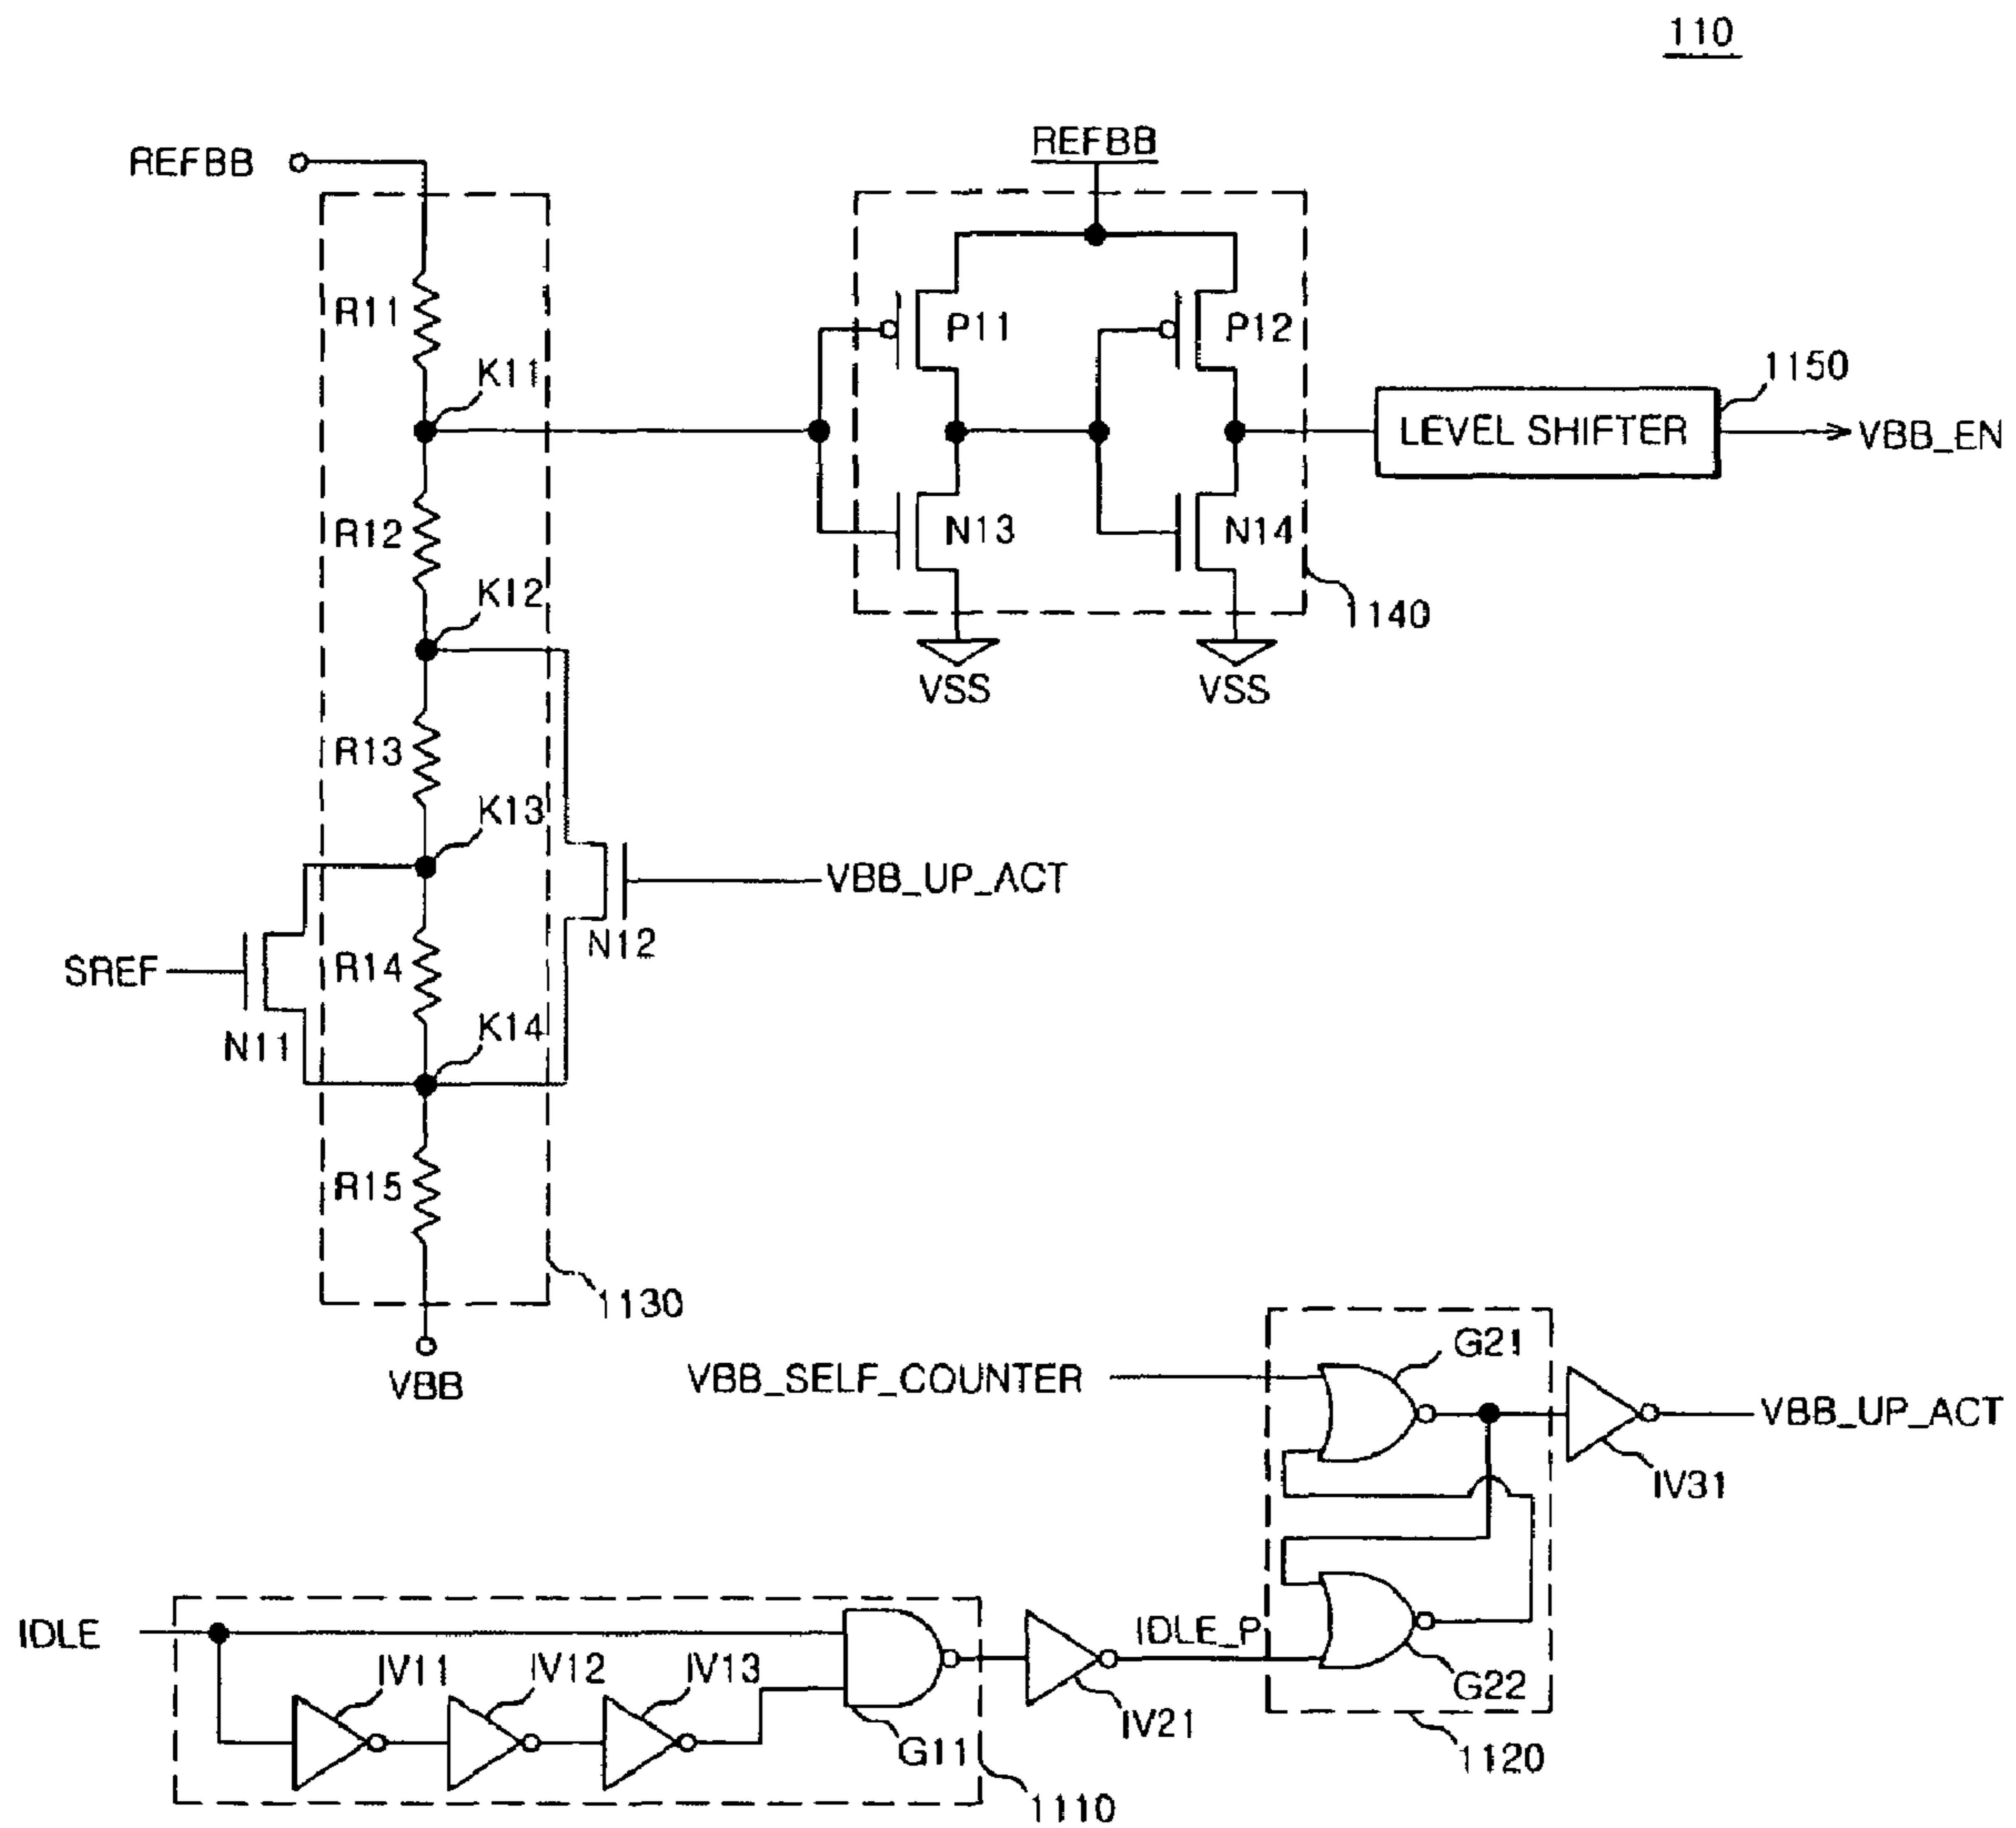 110
REFBB
REFBB
R11
K11
P11
P12
1150
LEVEL SHIFTER
VBB_EN
R12
N13
N14
K12
1140
VSS
VSS
R13
K13
VBB_UP_ACT
N12
SREF
R14
N11
K14
R15
1130
VBB
VBB_SELF_COUNTER
G21
VBB_UP_ACT
IV31
IDLE
IV11
IV12
IV13
IDLE_P
G22
IV21
G11
1120
1110